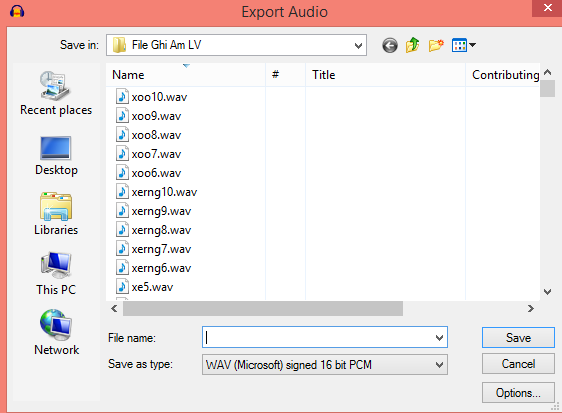 Export Audio
Save in: File Ghi Am LV
Name # Title Contributing
xoo10.wav
xoo9.wav
xoo8.wav
xoo7.wav
xoo6.wav
xerng10.wav
xerng9.wav
xerng8.wav
xerng7.wav
xerng6.wav
xe5.wav
Recent places
Desktop
Libraries
This PC
Network
File name: Save
Save as type: WAV (Microsoft) signed 16 bit PCM Cancel
Options...